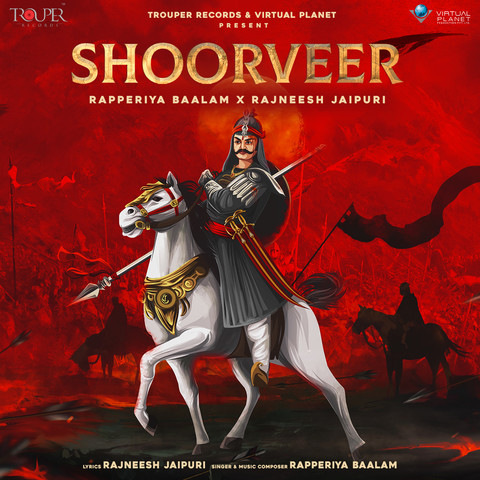 TROUPER
RECORDS
TROUPER RECORDS & VIRTUAL PLANET
PRESENT
VIRTUAL
PLANET
SHOORVEER
RAPPERIYA BAALAM X RAJNEESH JAIPURI
LYRICS RAJNEESH JAIPURI SINGER & MUSIC COMPOSER RAPPERIYA BAALAM